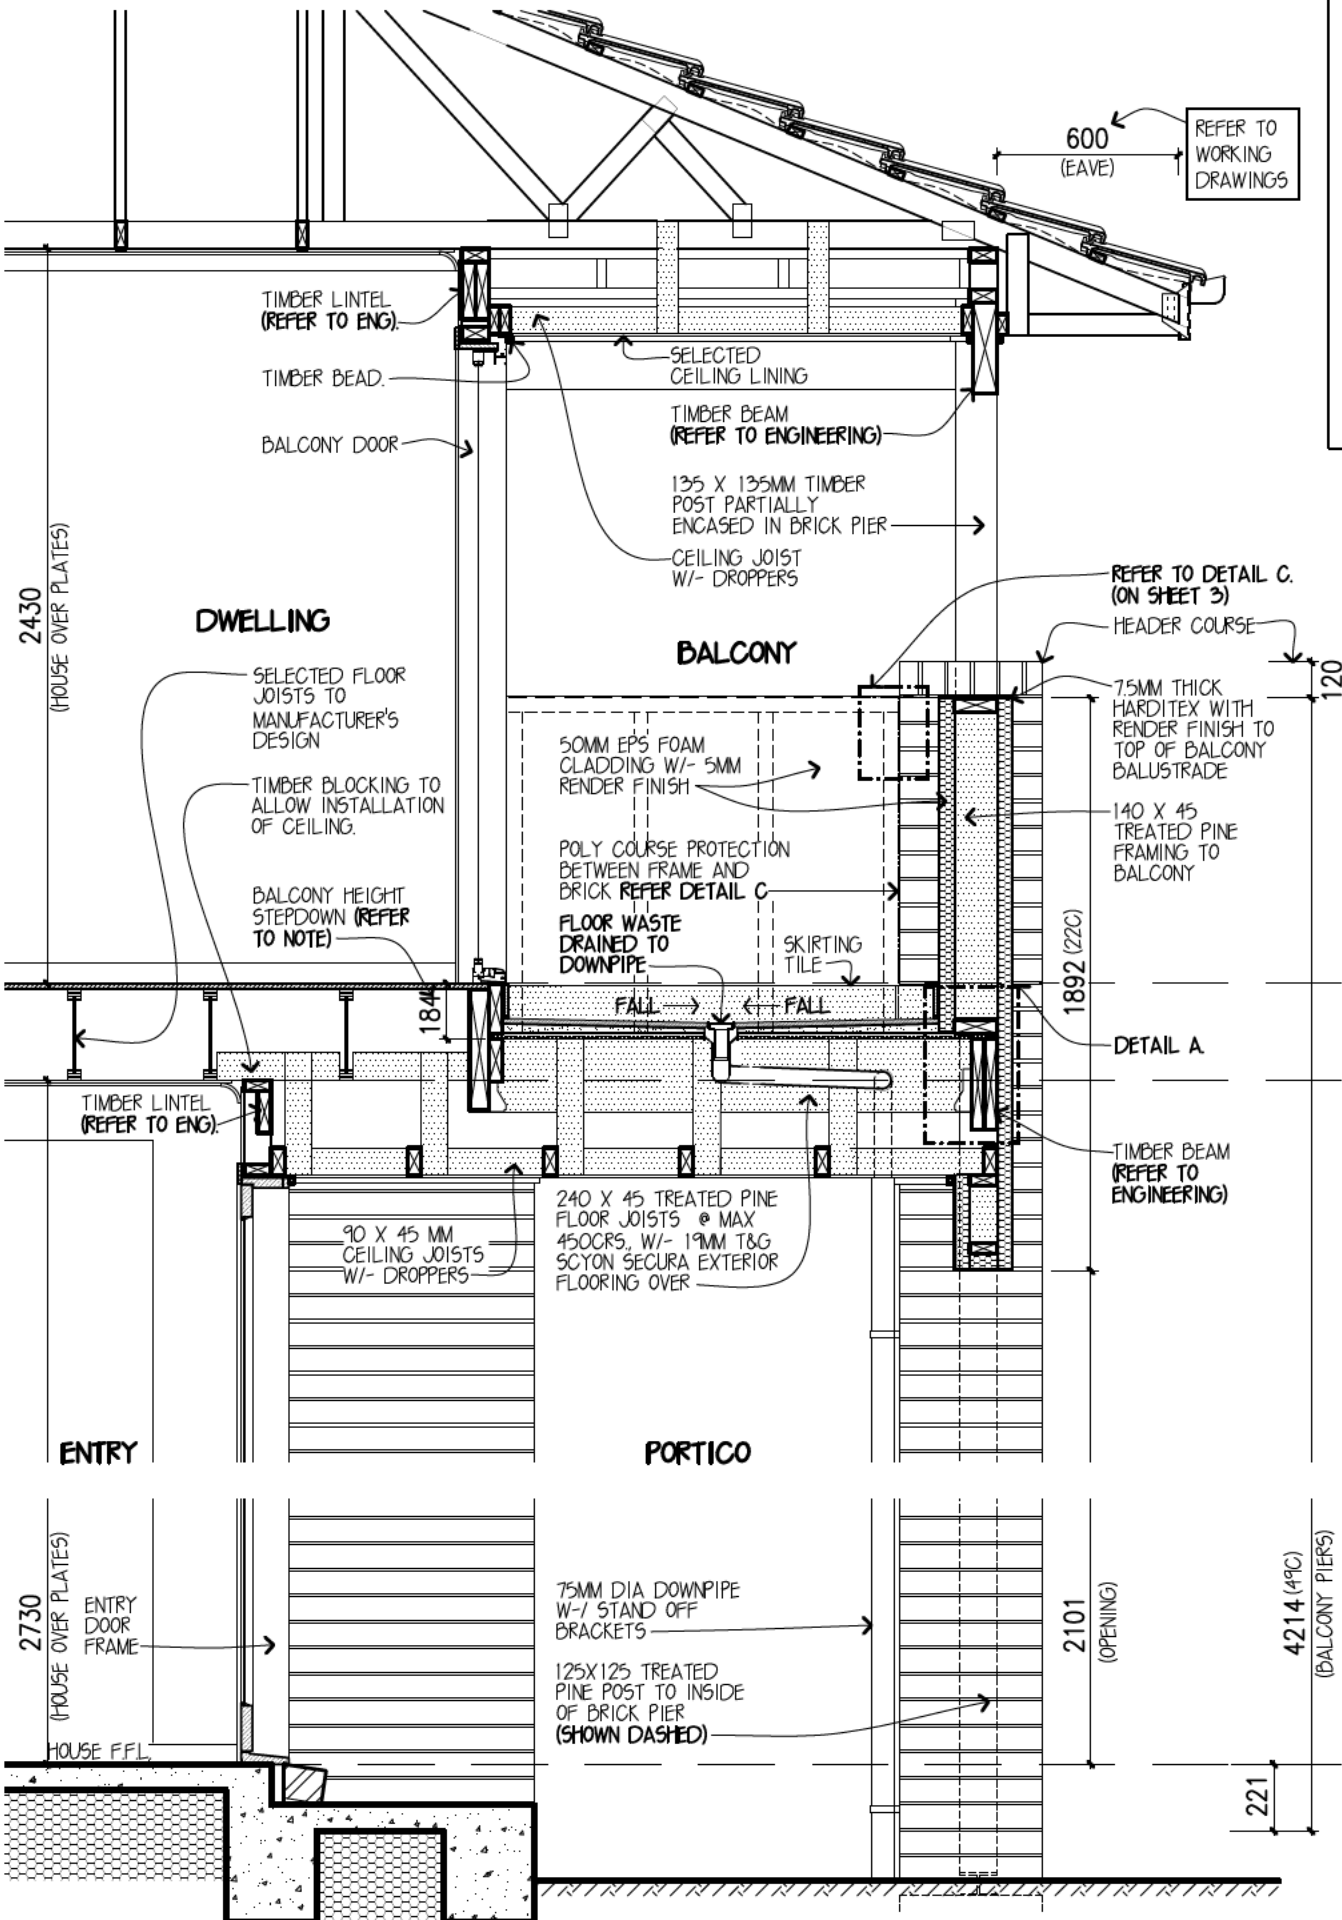 600
(EAVE)
REFER TO
WORKING
DRAWINGS
TIMBER LINTEL
(REFER TO ENG).
TIMBER BEAD.
BALCONY DOOR
SELECTED
CEILING LINING
TIMBER BEAM
(REFER TO ENGINEERING)
135 X 135MM TIMBER
POST PARTIALLY
ENCASED IN BRICK PIER
CEILING JOIST
W/- DROPPERS
2430
(HOUSE OVER PLATES)
DWELLING
BALCONY
REFER TO DETAIL C.
(ON SHEET 3)
HEADER COURSE
120
SELECTED FLOOR
JOISTS TO
MANUFACTURER'S
DESIGN
TIMBER BLOCKING TO
ALLOW INSTALLATION
OF CEILING.
BALCONY HEIGHT
STEPDOWN (REFER
TO NOTE)
184
50MM EPS FOAM
CLADDING W/- 5MM
RENDER FINISH
POLY COURSE PROTECTION
BETWEEN FRAME AND
BRICK REFER DETAIL C
FLOOR WASTE
DRAINED TO
DOWNPIPE
SKIRTING
TILE
FALL
FALL
7.5MM THICK
HARDITEX WITH
RENDER FINISH TO
TOP OF BALCONY
BALUSTRADE
140 X 45
TREATED PINE
FRAMING TO
BALCONY
1892 (22C)
DETAIL A.
TIMBER LINTEL
(REFER TO ENG).
TIMBER BEAM
(REFER TO
ENGINEERING)
90 X 45 MM
CEILING JOISTS
W/- DROPPERS
240 X 45 TREATED PINE
FLOOR JOISTS @ MAX
450CRS., W/- 19MM T&G
SCYON SECURA EXTERIOR
FLOORING OVER
ENTRY
PORTICO
2730
(HOUSE OVER PLATES)
ENTRY
DOOR
FRAME
75MM DIA DOWNPIPE
W-/ STAND OFF
BRACKETS
125X125 TREATED
PINE POST TO INSIDE
OF BRICK PIER
(SHOWN DASHED)
2101
(OPENING)
4214 (49C)
(BALCONY PIERS)
HOUSE F.F.L.
221